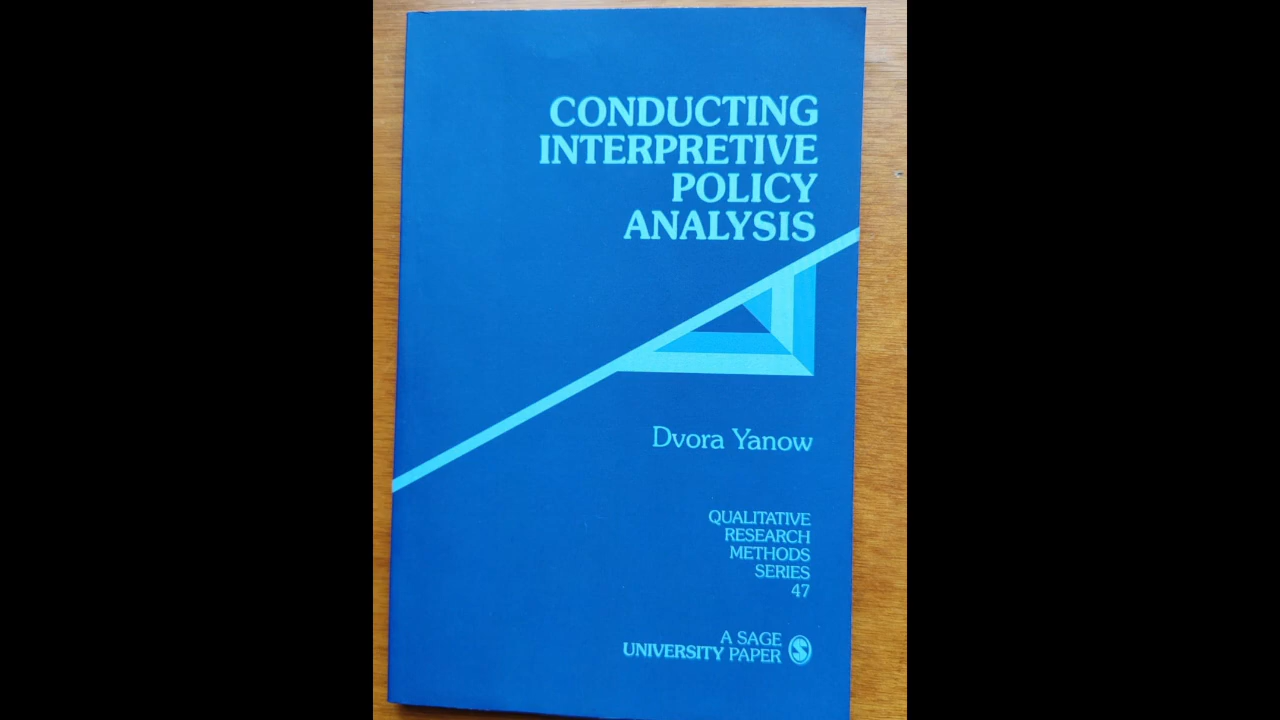 CONDUCTING
INTERPRETIVE
POLICY
ANALYSIS
Dvora Yanow
QUALITATIVE
RESEARCH
METHODS
SERIES
47
A SAGE
UNIVERSITY PAPER
S